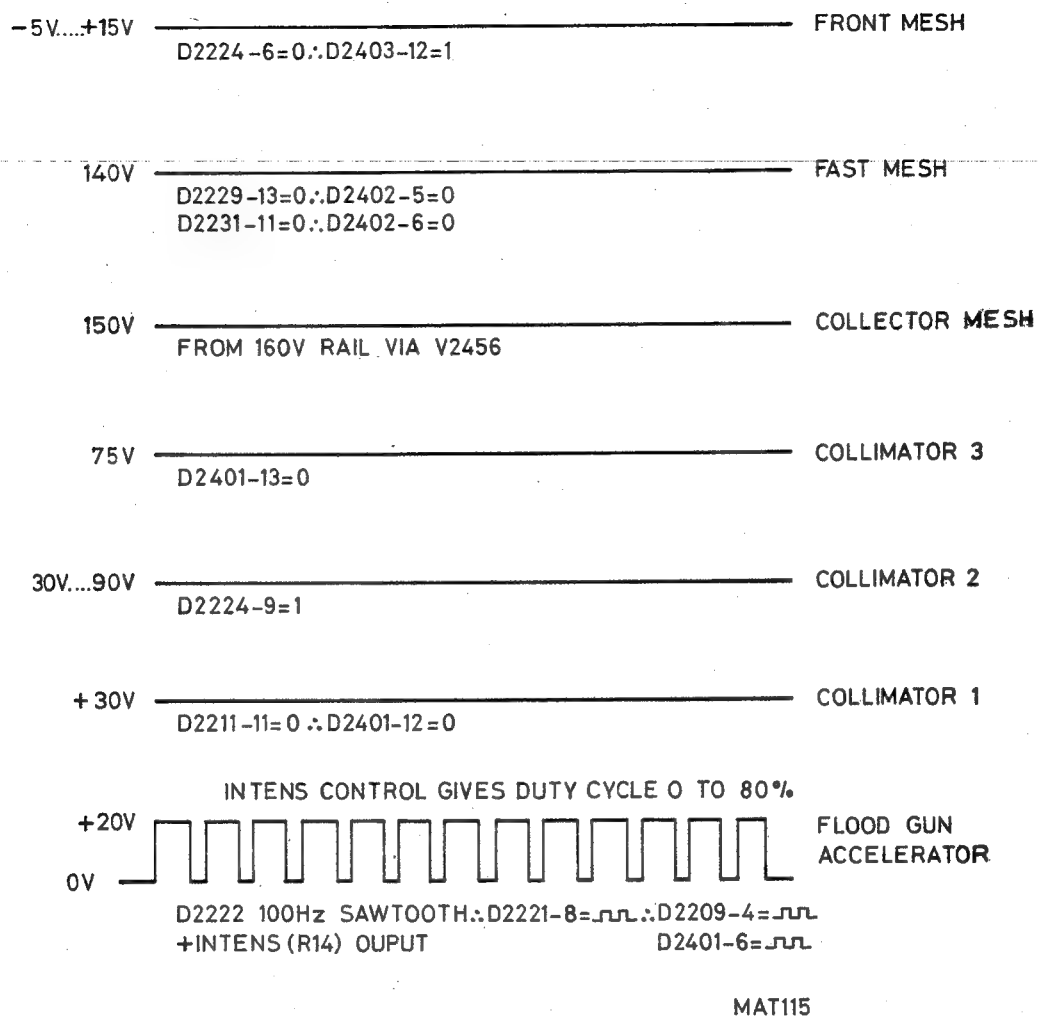 -5V....+15V FRONT MESH
D2224-6=0∴D2403-12=1
140V FAST MESH
D2229-13=0∴D2402-5=0
D2231-11=0∴D2402-6=0
150V COLLECTOR MESH
FROM 160V RAIL VIA V2456
75V COLLIMATOR 3
D2401-13=0
30V....90V COLLIMATOR 2
D2224-9=1
+30V COLLIMATOR 1
D2211-11=0∴D2401-12=0
INTENS CONTROL GIVES DUTY CYCLE 0 TO 80%
+20V FLOOD GUN
ACCELERATOR
0V
D2222 100Hz SAWTOOTH∴D2221-8=∴D2209-4=
+INTENS(R14) OUPUT D2401-6=
MAT115